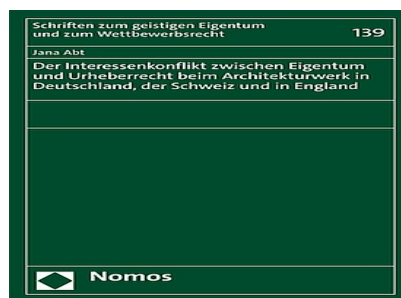 Schriften zum geistigen Eigentum
und zum Wettbewerbsrecht
139
Jana Abt
Der Interessenkonflikt zwischen Eigentum
und Urheberrecht beim Architekturwerk in
Deutschland, der Schweiz und in England
Nomos